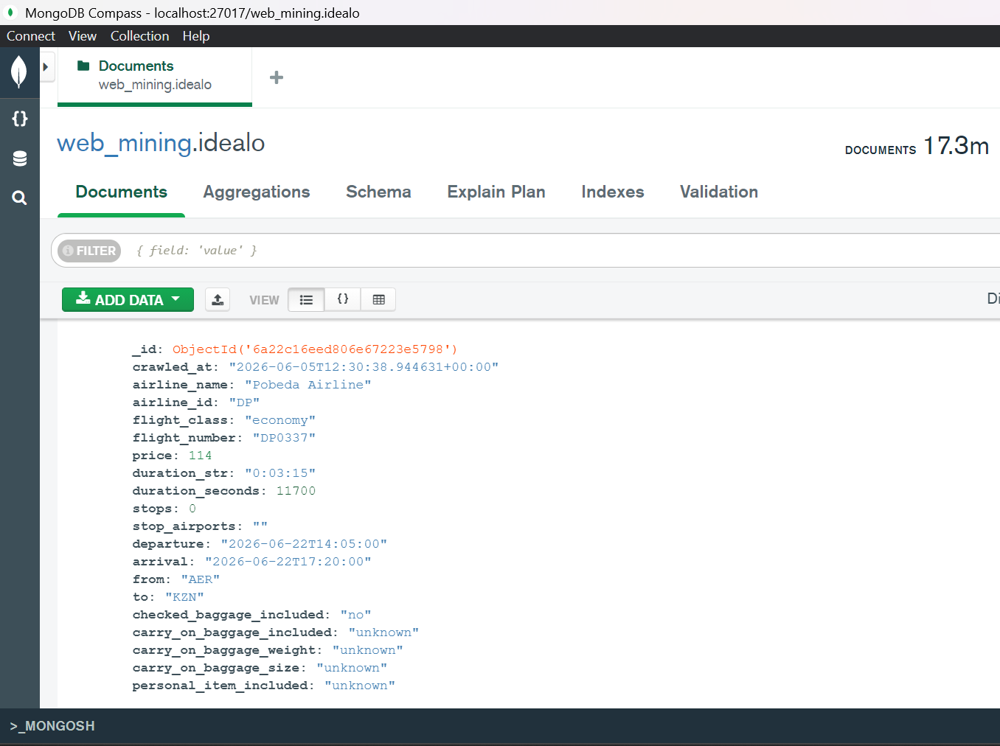 MongoDB Compass - localhost:27017/web_mining.idealo
Connect View Collection Help
Documents
web_mining.idealo
web_mining.idealo
DOCUMENTS 17.3m
Documents Aggregations Schema Explain Plan Indexes Validation
FILTER { field: 'value' }
ADD DATA VIEW {} Di
_id: ObjectId('6a22c16eed806e67223e5798')
crawled_at: "2026-06-05T12:30:38.944631+00:00"
airline_name: "Pobeda Airline"
airline_id: "DP"
flight_class: "economy"
flight_number: "DP0337"
price: 114
duration_str: "0:03:15"
duration_seconds: 11700
stops: 0
stop_airports: ""
departure: "2026-06-22T14:05:00"
arrival: "2026-06-22T17:20:00"
from: "AER"
to: "KZN"
checked_baggage_included: "no"
carry_on_baggage_included: "unknown"
carry_on_baggage_weight: "unknown"
carry_on_baggage_size: "unknown"
personal_item_included: "unknown"
>_MONGOSH